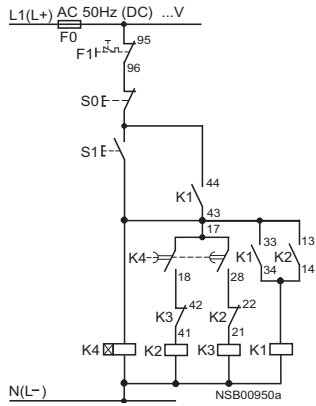 L1(L+) AC 50Hz (DC) ...V
F0
F1 95
96
S0
S1
44
K1
43
17
33 13
K4 K1 K2
34 14
18 28
K3 42 K2 22
41 21
K4 K2 K3 K1
NSB00950a
N(L−)